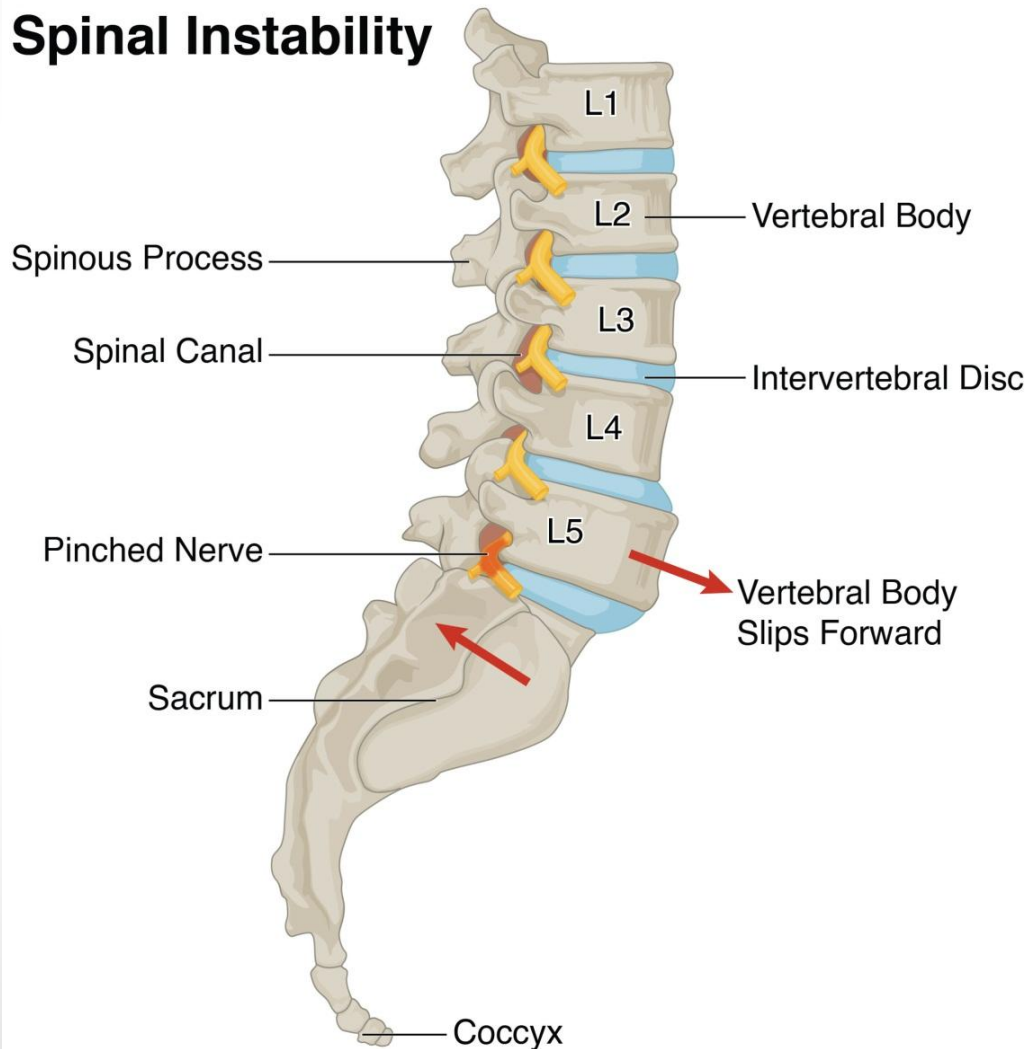 Spinal Instability
L1
L2
Vertebral Body
Spinous Process
L3
Spinal Canal
Intervertebral Disc
L4
L5
Pinched Nerve
Vertebral Body
Slips Forward
Sacrum
Coccyx